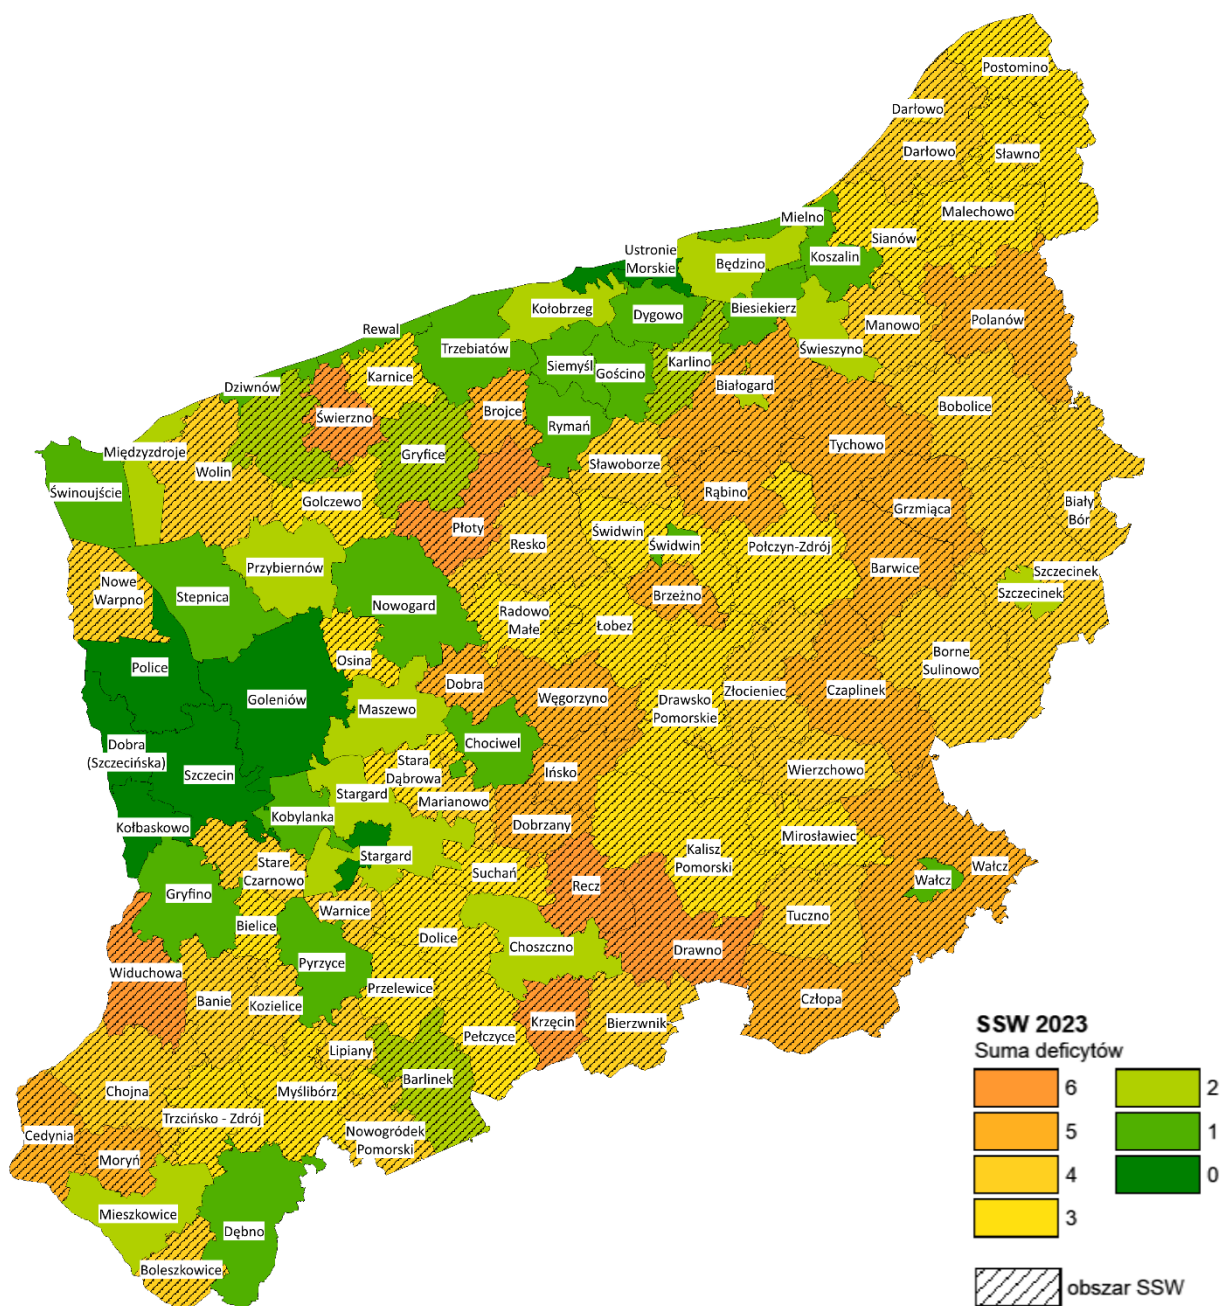 Postomino
Darłowo
Darłowo
Sławno
Mielno
Malechowo
Sianów
Ustronie
Morskie
Będzino
Koszalin
Kołobrzeg
Dygowo
Biesiekierz
Manowo
Polanów
Rewal
Trzebiatów
Świeszyno
Karnice
Siemyśl
Gościno
Karlino
Dziwnów
Białogard
Bobolice
Świerzno
Brojce
Rymań
Międzyzdroje
Gryfice
Tychowo
Wolin
Sławoborze
Świnoujście
Golczewo
Rąbino
Grzmiąca
Biały
Bór
Płoty
Świdwin
Resko
Świdwin
Połczyn-Zdrój
Przybiernów
Barwice
Szczecinek
Nowe
Warpno
Stepnica
Nowogard
Brzeżno
Szczecinek
Radowo
Małe
Łobez
Osina
Borne
Sulinowo
Police
Dobra
Goleniów
Węgorzyno
Złocieniec
Czaplinek
Maszewo
Drawsko
Pomorskie
Dobra
(Szczecińska)
Chociwel
Szczecin
Stara
Dąbrowa
Ińsko
Wierzchowo
Stargard
Marianowo
Kołbaskowo
Kobylanka
Dobrzany
Mirosławiec
Stargard
Kalisz
Pomorski
Stare
Czarnowo
Suchań
Wałcz
Wałcz
Gryfino
Recz
Warnice
Tuczno
Bielice
Dolice
Choszczno
Drawno
Pyrzyce
Widuchowa
Przelewice
Banie
Kozielice
Człopa
Krzęcin
Bierzwnik
Pełczyce
Lipiany
Barlinek
Chojna
Myślibórz
Trzcińsko - Zdrój
Cedynia
Nowogródek
Pomorski
Moryń
Mieszkowice
Dębno
Boleszkowice
SSW 2023
Suma deficytów
6
2
5
1
4
0
3
obszar SSW